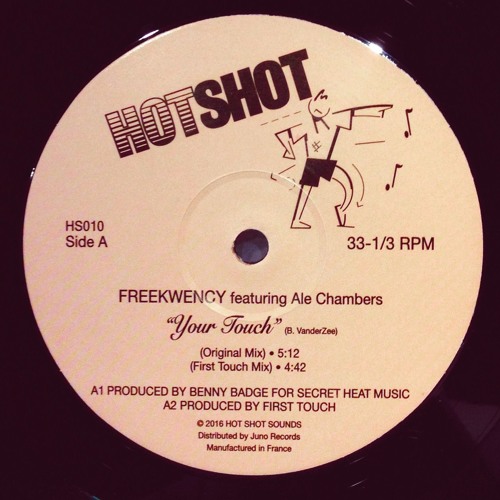 HOTSHOT
HS010
Side A
33-1/3 RPM
FREEKWENCY featuring Ale Chambers
"Your Touch" (B. VanderZee)
(Original Mix) • 5:12
(First Touch Mix) • 4:42
A1 PRODUCED BY BENNY BADGE FOR SECRET HEAT MUSIC
A2 PRODUCED BY FIRST TOUCH
© 2016 HOT SHOT SOUNDS
Distributed by Juno Records
Manufactured in France